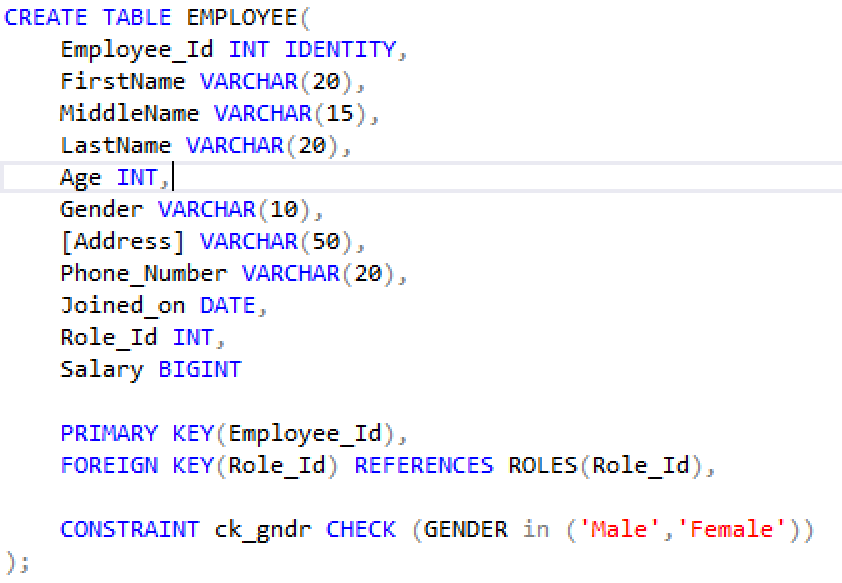 CREATE TABLE EMPLOYEE(
Employee_Id INT IDENTITY,
FirstName VARCHAR(20),
MiddleName VARCHAR(15),
LastName VARCHAR(20),
Age INT,
Gender VARCHAR(10),
[Address] VARCHAR(50),
Phone_Number VARCHAR(20),
Joined_on DATE,
Role_Id INT,
Salary BIGINT
PRIMARY KEY(Employee_Id),
FOREIGN KEY(Role_Id) REFERENCES ROLES(Role_Id),
CONSTRAINT ck_gndr CHECK (GENDER in ('Male','Female'))
);